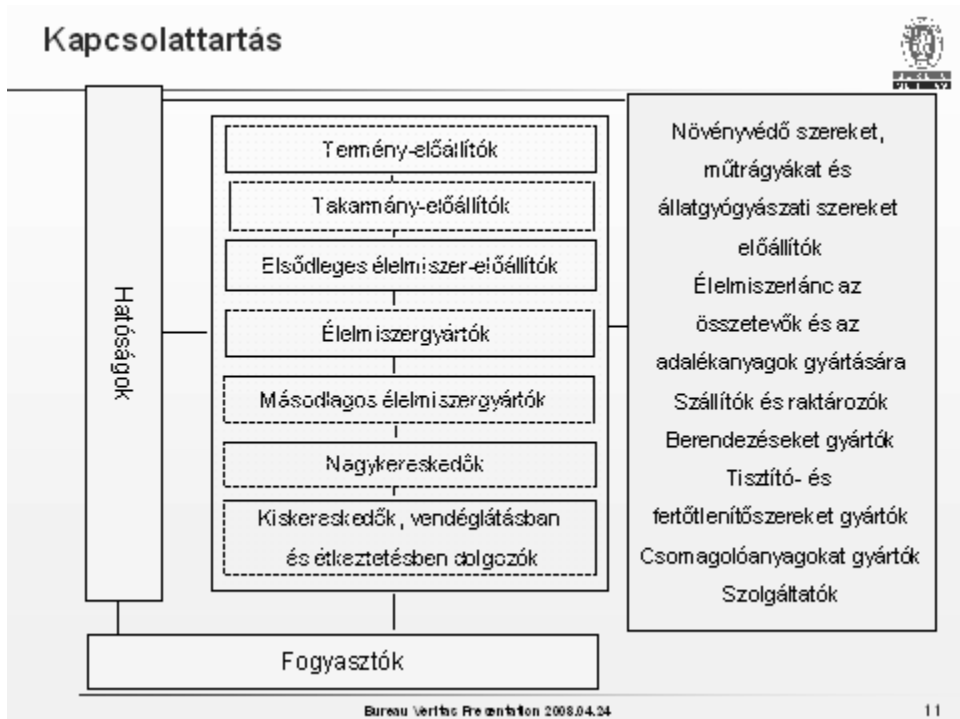 Kapcsolattartás
Hatóságok
Termény-előállítók
Takarmány-előállítók
Elsődleges élelmiszer-előállítók
Élelmiszergyártók
Másodlagos élelmiszergyártók
Nagykereskedők
Kiskereskedők, vendéglátásban
és étkeztetésben dolgozók
Növényvédő szereket,
műtrágyákat és
állatgyógyászati szereket
előállítók
Élelmiszerlánc az
összetevők és az
adalékanyagok gyártására
Szállítók és raktározók
Berendezéseket gyártók
Tisztító- és
fertőtlenítőszereket gyártók
Csomagolóanyagokat gyártók
Szolgáltatók
Fogyasztók
Bureau Veritas Presentation 2008.04.24
11